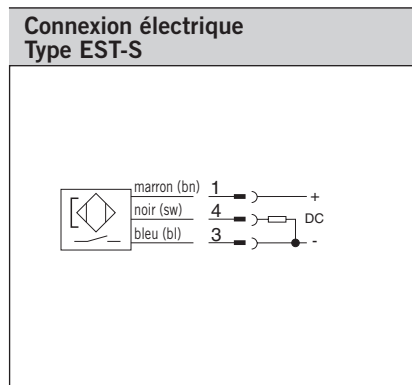 Connexion électrique
Type EST-S
marron (bn) 1 +
noir (sw) 4 DC
bleu (bl) 3 -